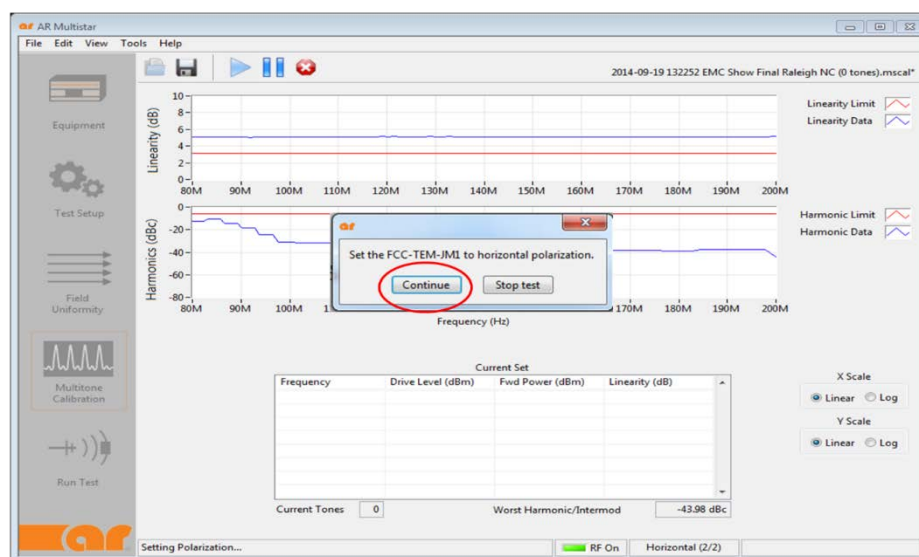 ar AR Multistar
File Edit View Tools Help
2014-09-19 132252 EMC Show Final Raleigh NC (0 tones).mscal*
Equipment
Test Setup
Field
Uniformity
Multitone
Calibration
Run Test
ar
Linearity (dB)
10
8
6
4
2
0
80M 90M 100M 110M 120M 130M 140M 150M 160M 170M 180M 190M 200M
Linearity Limit
Linearity Data
Harmonics (dBc)
0
-20
-40
-60
-80
80M 90M 100M 170M 180M 190M 200M
Frequency (Hz)
Harmonic Limit
Harmonic Data
ar
Set the FCC-TEM-JM1 to horizontal polarization.
Continue Stop test
Current Set
Frequency Drive Level (dBm) Fwd Power (dBm) Linearity (dB)
X Scale
Linear Log
Y Scale
Linear Log
Current Tones 0 Worst Harmonic/Intermod -43.98 dBc
Setting Polarization... RF On Horizontal (2/2)